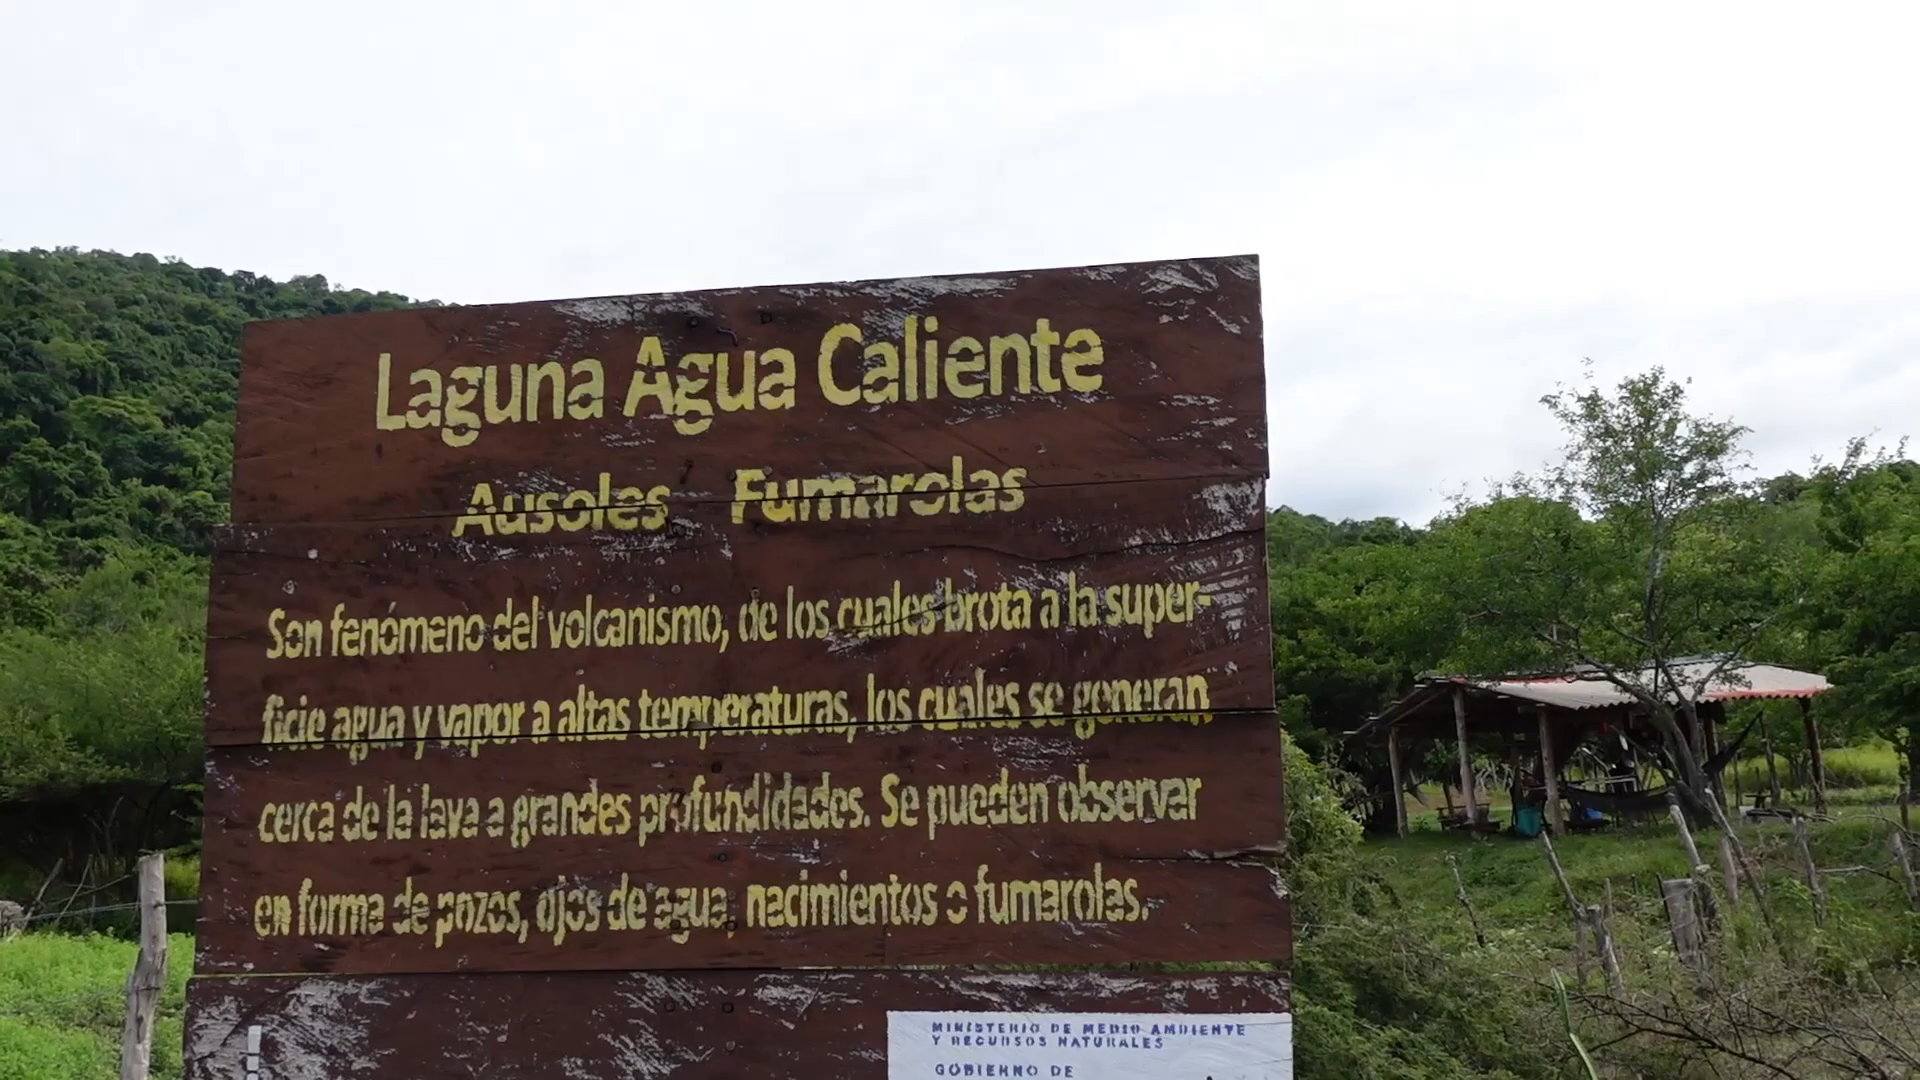 Laguna Agua Caliente
Ausoles Fumarolas
Son fenómeno del volcanismo, de los cuales brota a la super-
ficie agua y vapor a altas temperaturas, los cuales se generan
cerca de la lava a grandes profundidades. Se pueden observar
en forma de pozos, ojos de agua, nacimientos o fumarolas.
MINISTERIO DE MEDIO AMBIENTE
Y RECURSOS NATURALES
GOBIERNO DE